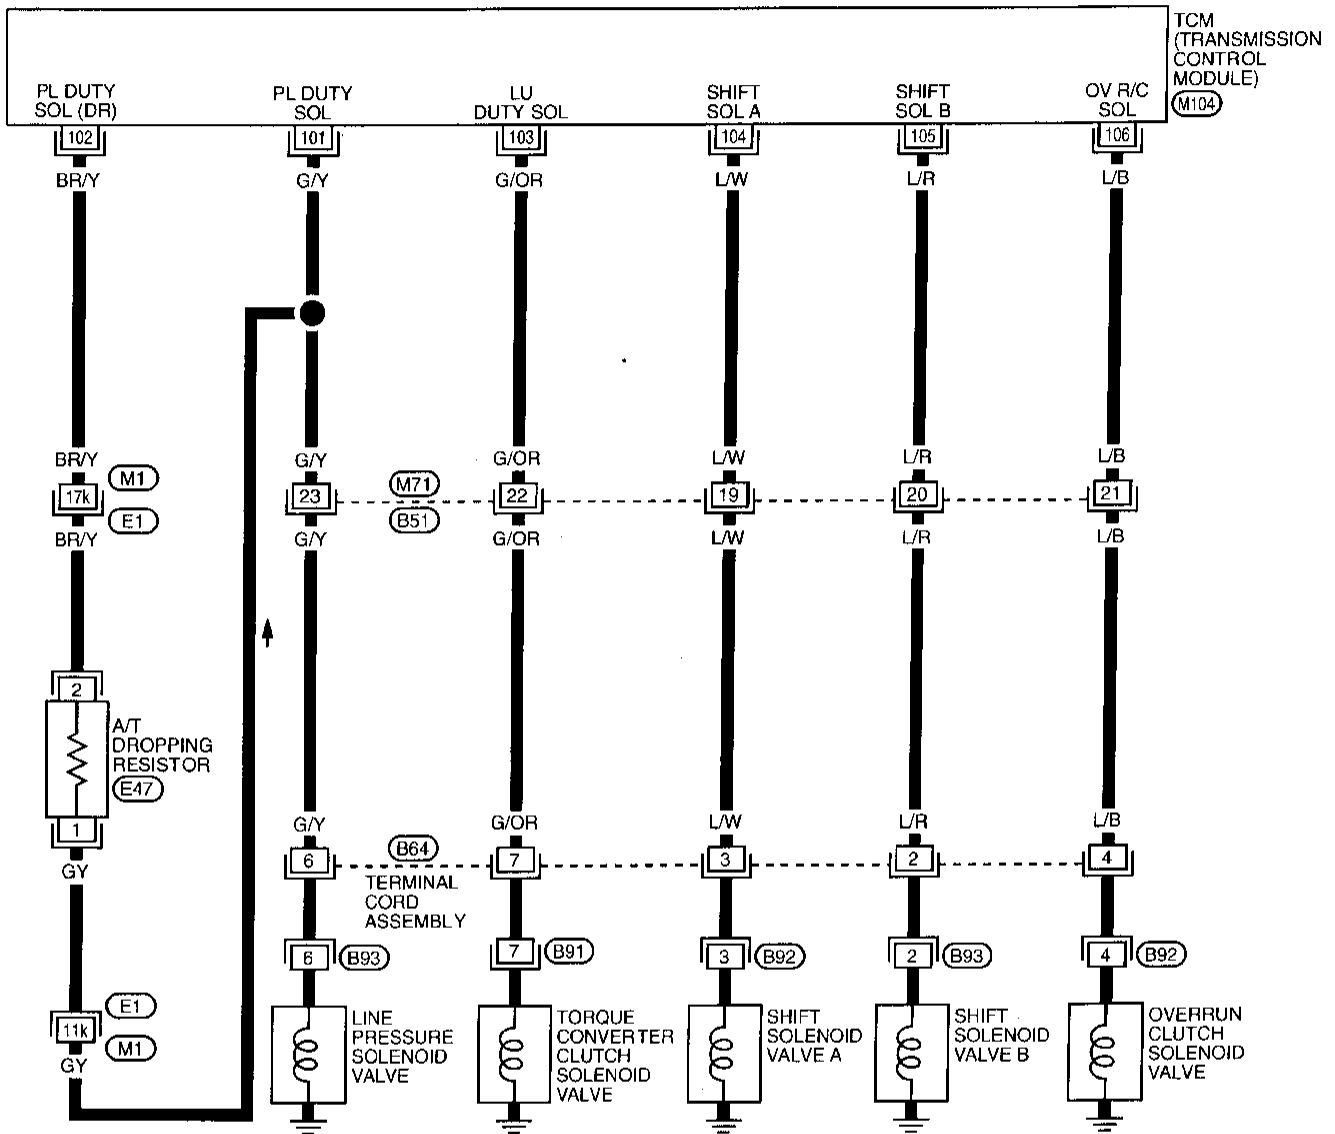 TCM
(TRANSMISSION
CONTROL
MODULE)
M104
PL DUTY
SOL (DR)
PL DUTY
SOL
LU
DUTY SOL
SHIFT
SOL A
SHIFT
SOL B
OV R/C
SOL
102
101
103
104
105
106
BR/Y
G/Y
G/OR
L/W
L/R
L/B
BR/Y
G/Y
G/OR
L/W
L/R
L/B
M1
17k
E1
23
M71
B51
22
19
20
21
BR/Y
G/Y
G/OR
L/W
L/R
L/B
2
A/T
DROPPING
RESISTOR
E47
1
GY
G/Y
G/OR
L/W
L/R
L/B
6
B64
7
3
2
4
TERMINAL
CORD
ASSEMBLY
6
B93
7
B91
3
B92
2
B93
4
B92
E1
11k
M1
GY
LINE
PRESSURE
SOLENOID
VALVE
TORQUE
CONVERTER
CLUTCH
SOLENOID
VALVE
SHIFT
SOLENOID
VALVE A
SHIFT
SOLENOID
VALVE B
OVERRUN
CLUTCH
SOLENOID
VALVE